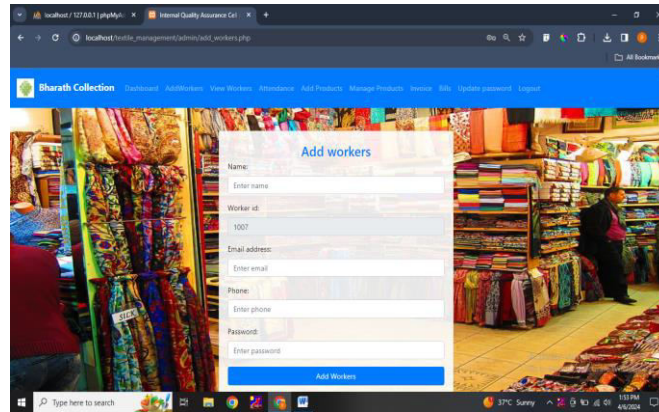 localhost / 127.0.0.1 | phpMyAd
Internal Quality Assurance Cel
localhost/textile_management/admin/add_workers.php
All Bookmark
Bharath Collection Dashboard AddWorkers View Workers Attendance Add Products Manage Products Invoice Bills Update password Logout
Add workers
Name:
Enter name
Worker id:
1007
Email address:
Enter email
Phone:
Enter phone
Password:
Enter password
Add Workers
SILK
Type here to search
37°C Sunny
1:53 PM
4/6/2024